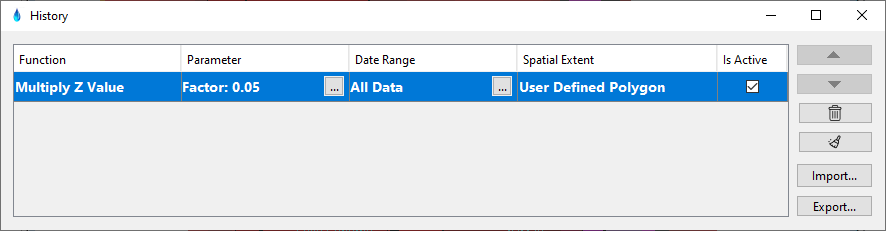 History
Function Parameter Date Range Spatial Extent Is Active
Multiply Z Value Factor: 0.05 ... All Data ... User Defined Polygon
Import...
Export...